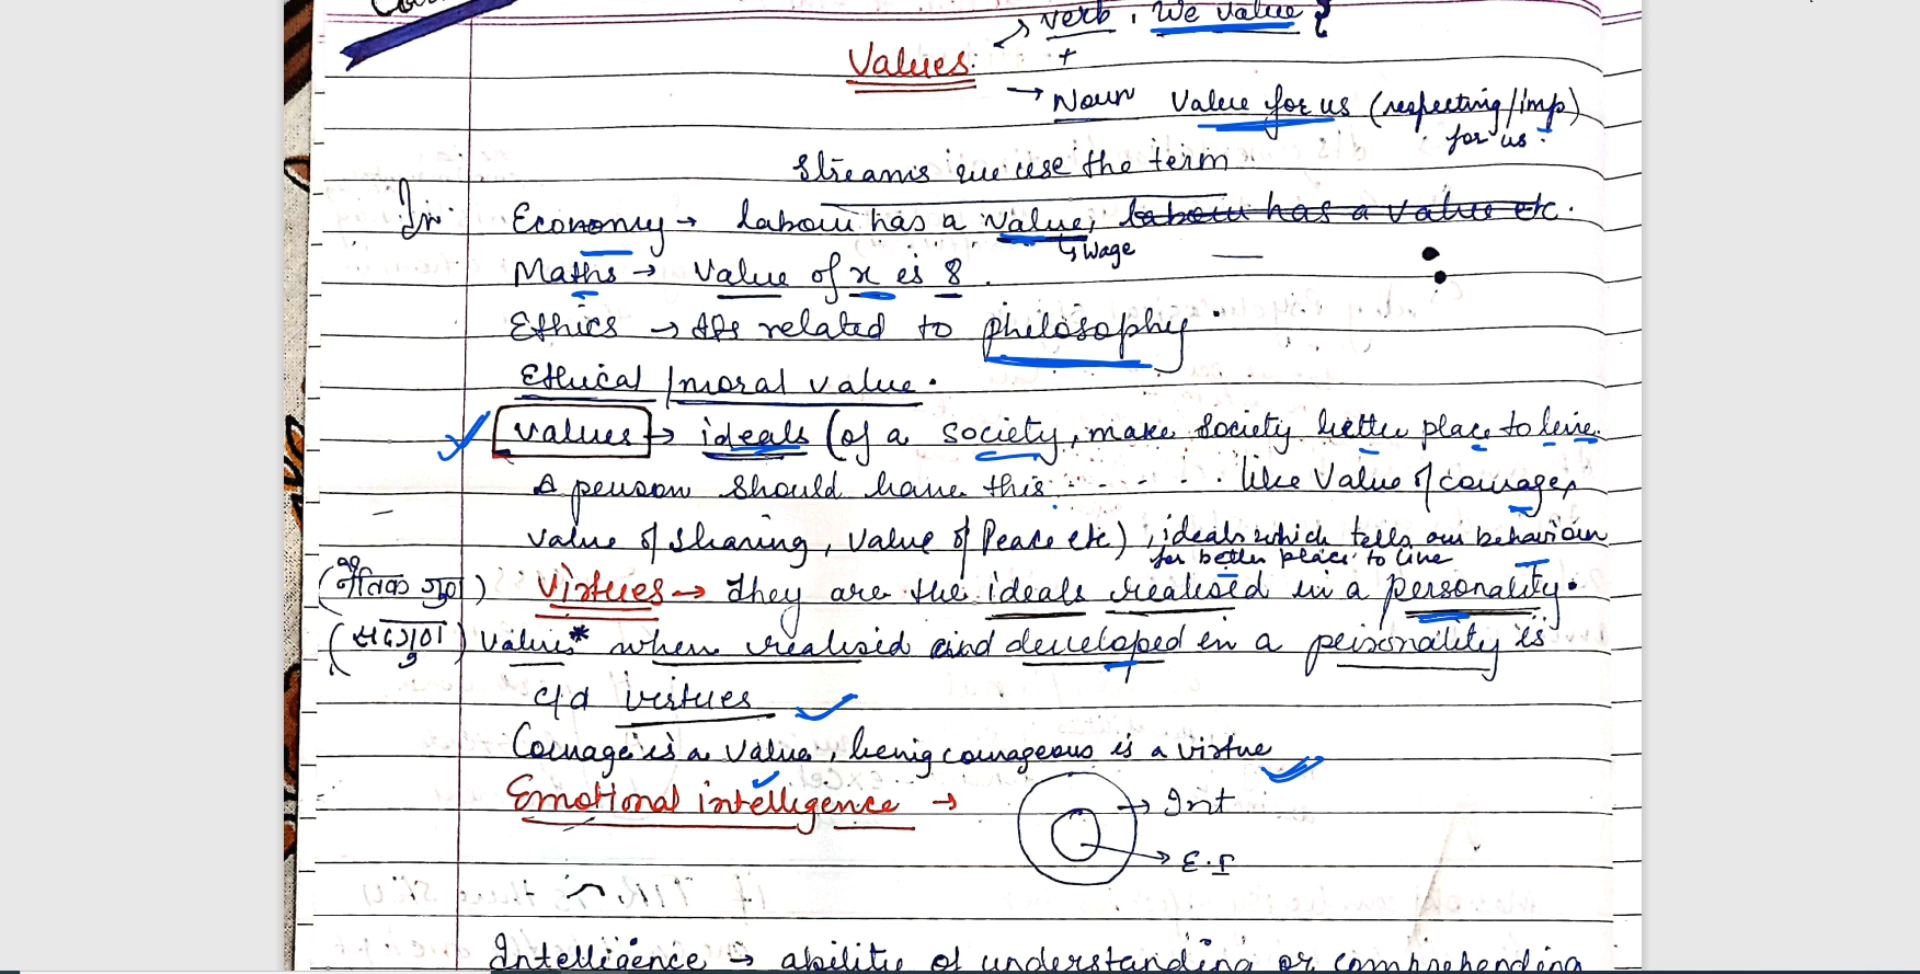 → verb, We value }
Values: +
→ Noun Value for us (respecting/imp)
for us.
Streams we use the term
In. Economy → labour has a value, labour has a value etc.
↳ Wage
Maths → Value of x is 8.
Ethics → related to philosophy.
Ethical / moral value.
Values → ideals (of a society, make society better place to live.
A person should have this ..... like Value of courage,
value of sharing, value of Peace etc), ideals which tells our behaviour
for better place to live
(नैतिक गुण) Virtues → They are the ideals realised in a personality.
(सद्गुण) Values* when realised and developed in a personality is
c/d virtues
Courage is a value, being courageous is a virtue
Emotional intelligence → → Int
→ E.I
Intelligence → ability of understanding or comprehending